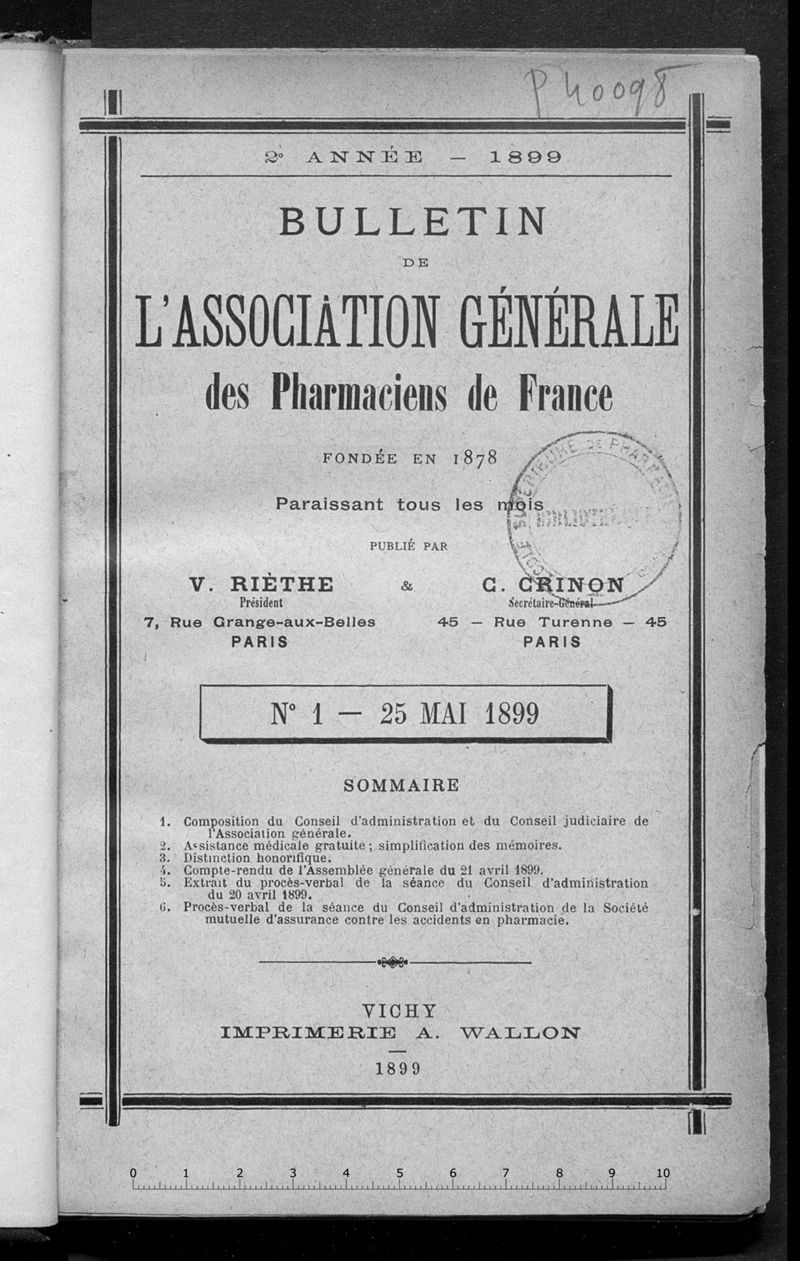 P 40098
2e ANNÉE — 1899
BULLETIN
DE
L'ASSOCIATION GÉNÉRALE
des Pharmaciens de France
FONDÉE EN 1878
Paraissant tous les mois
PUBLIÉ PAR
V. RIÈTHE & C. CRINON
Président Secrétaire-Général
7, Rue Grange-aux-Belles 45 — Rue Turenne — 45
PARIS PARIS
N° 1 — 25 MAI 1899
SOMMAIRE
1. Composition du Conseil d'administration et du Conseil judiciaire de
l'Association générale.
2. Assistance médicale gratuite ; simplification des mémoires.
3. Distinction honorifique.
4. Compte-rendu de l'Assemblée générale du 21 avril 1899.
5. Extrait du procès-verbal de la séance du Conseil d'administration
du 20 avril 1899.
6. Procès-verbal de la séance du Conseil d'administration de la Société
mutuelle d'assurance contre les accidents en pharmacie.
VICHY
IMPRIMERIE A. WALLON
1899
0 1 2 3 4 5 6 7 8 9 10